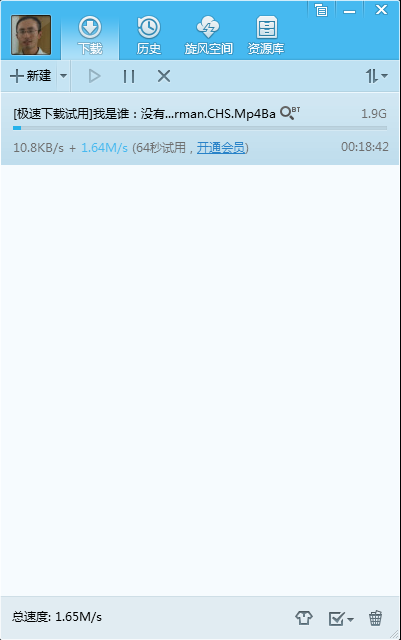 下载 历史 旋风空间 资源库
新建
[极速下载试用]我是谁：没有...rman.CHS.Mp4Ba BT 1.9G
10.8KB/s + 1.64M/s (64秒试用，开通会员) 00:18:42
总速度: 1.65M/s